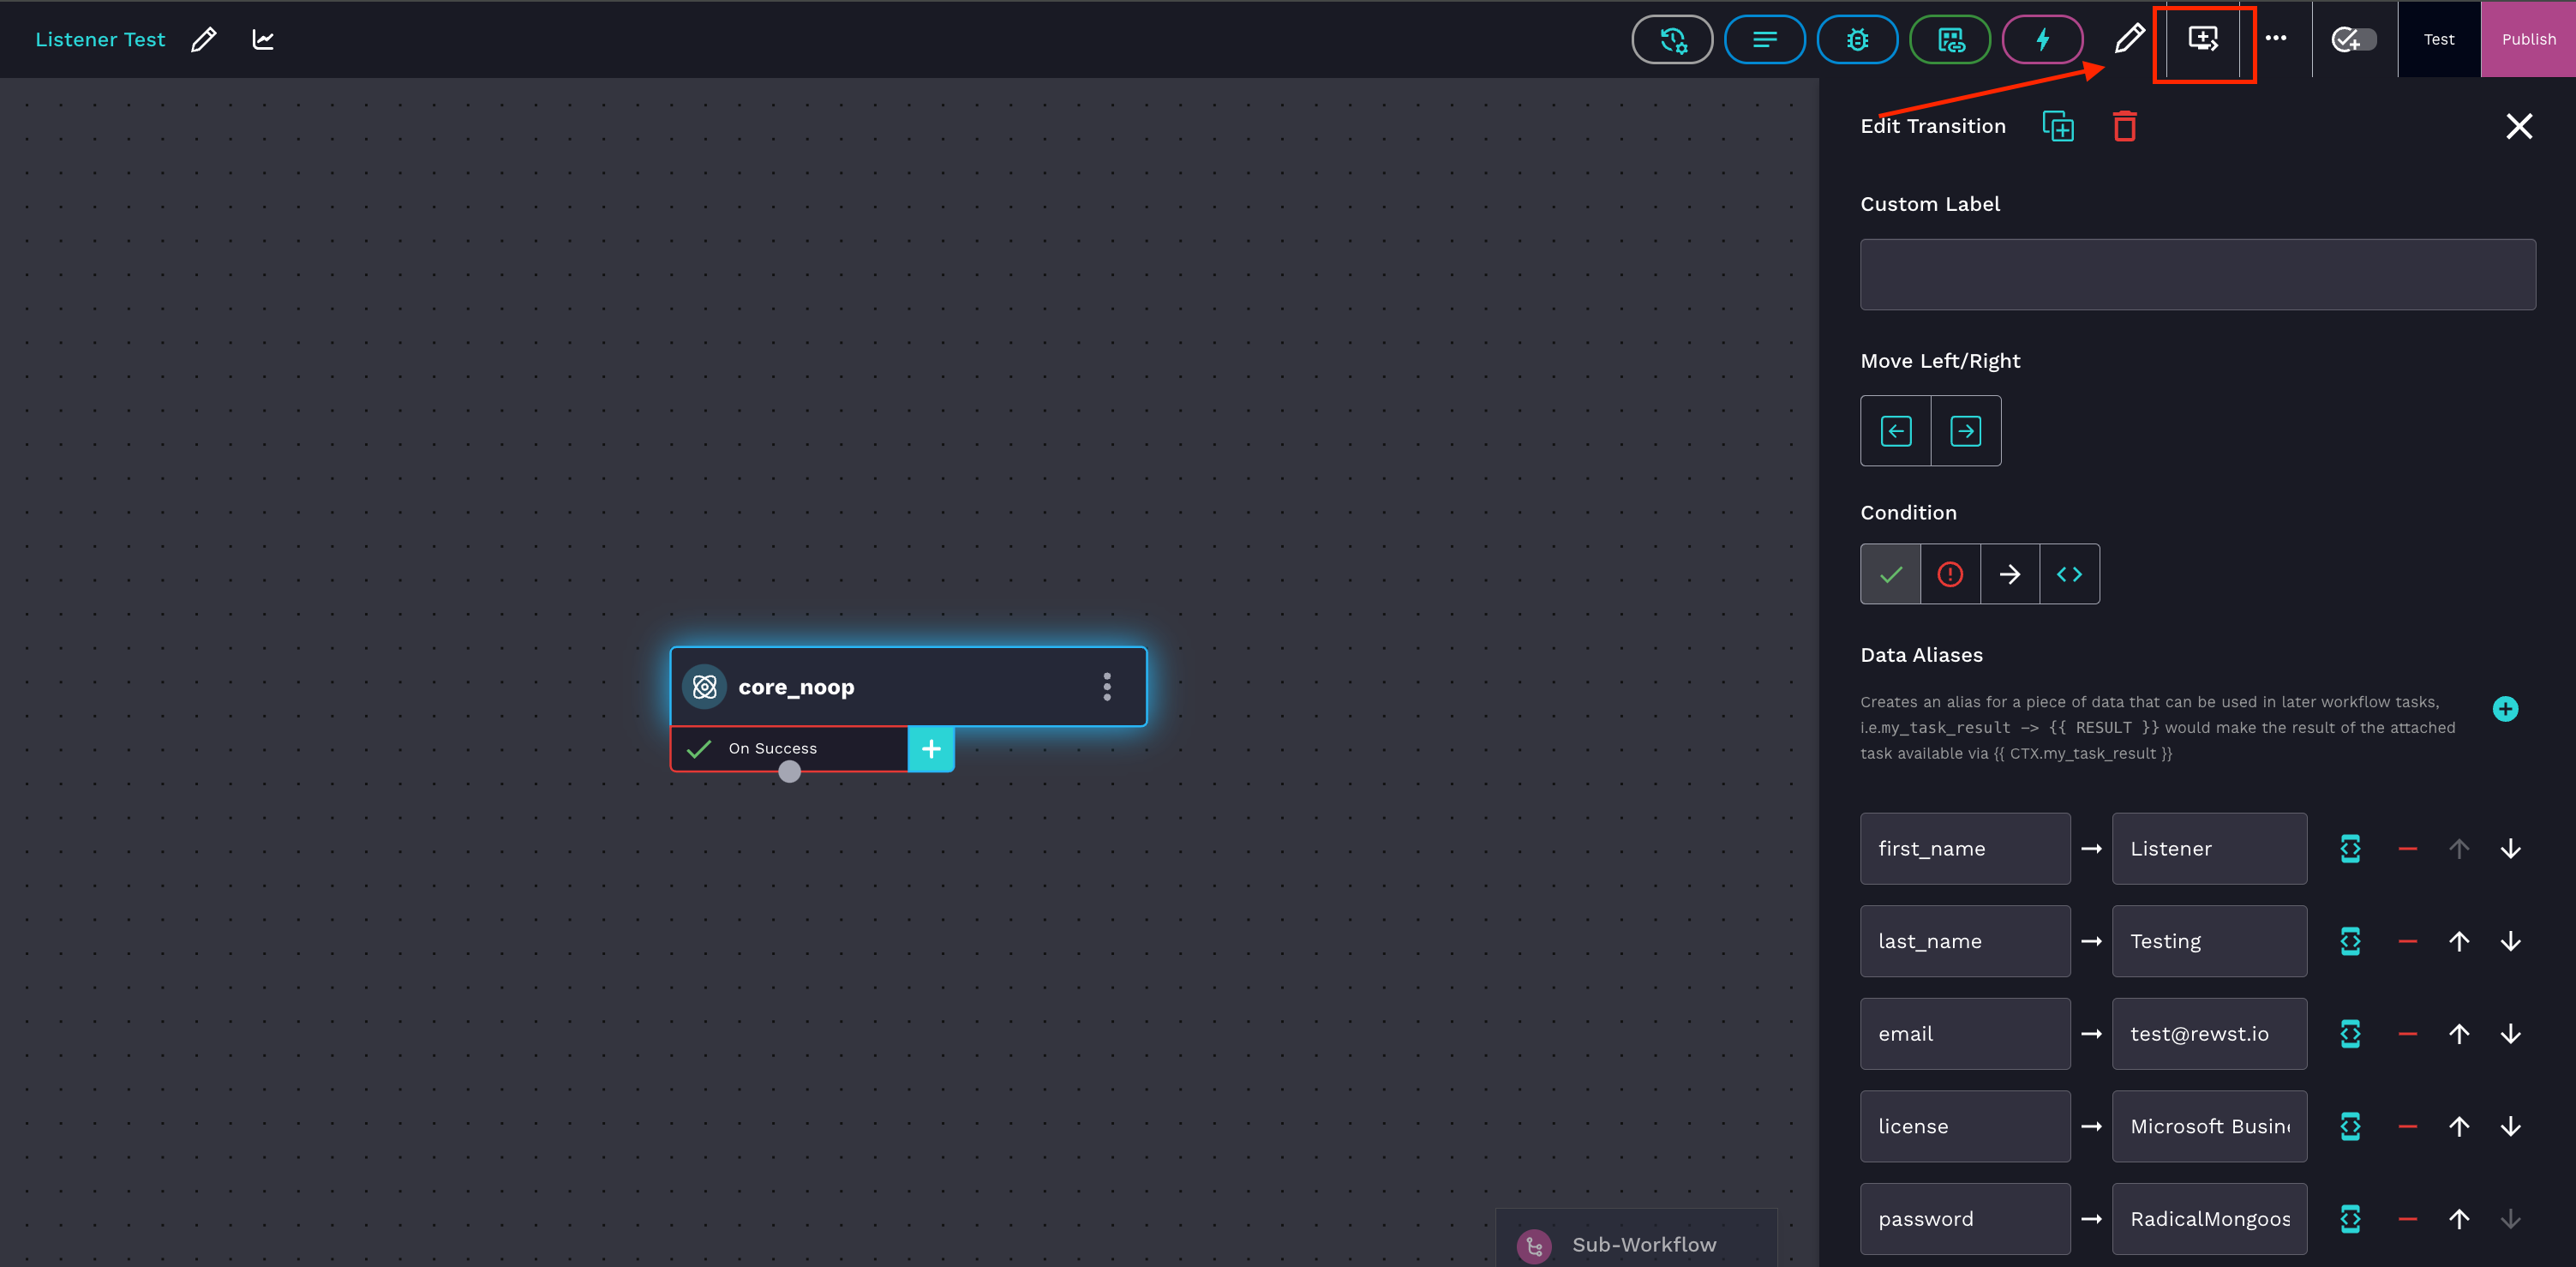 Listener Test
Test
Publish
Edit Transition
Custom Label
Move Left/Right
Condition
core_noop
On Success
Data Aliases
Creates an alias for a piece of data that can be used in later workflow tasks,
i.e.my_task_result -> {{ RESULT }} would make the result of the attached
task available via {{ CTX.my_task_result }}
first_name → Listener
last_name → Testing
email → test@rewst.io
license → Microsoft Busine
password → RadicalMongoos
Sub-Workflow